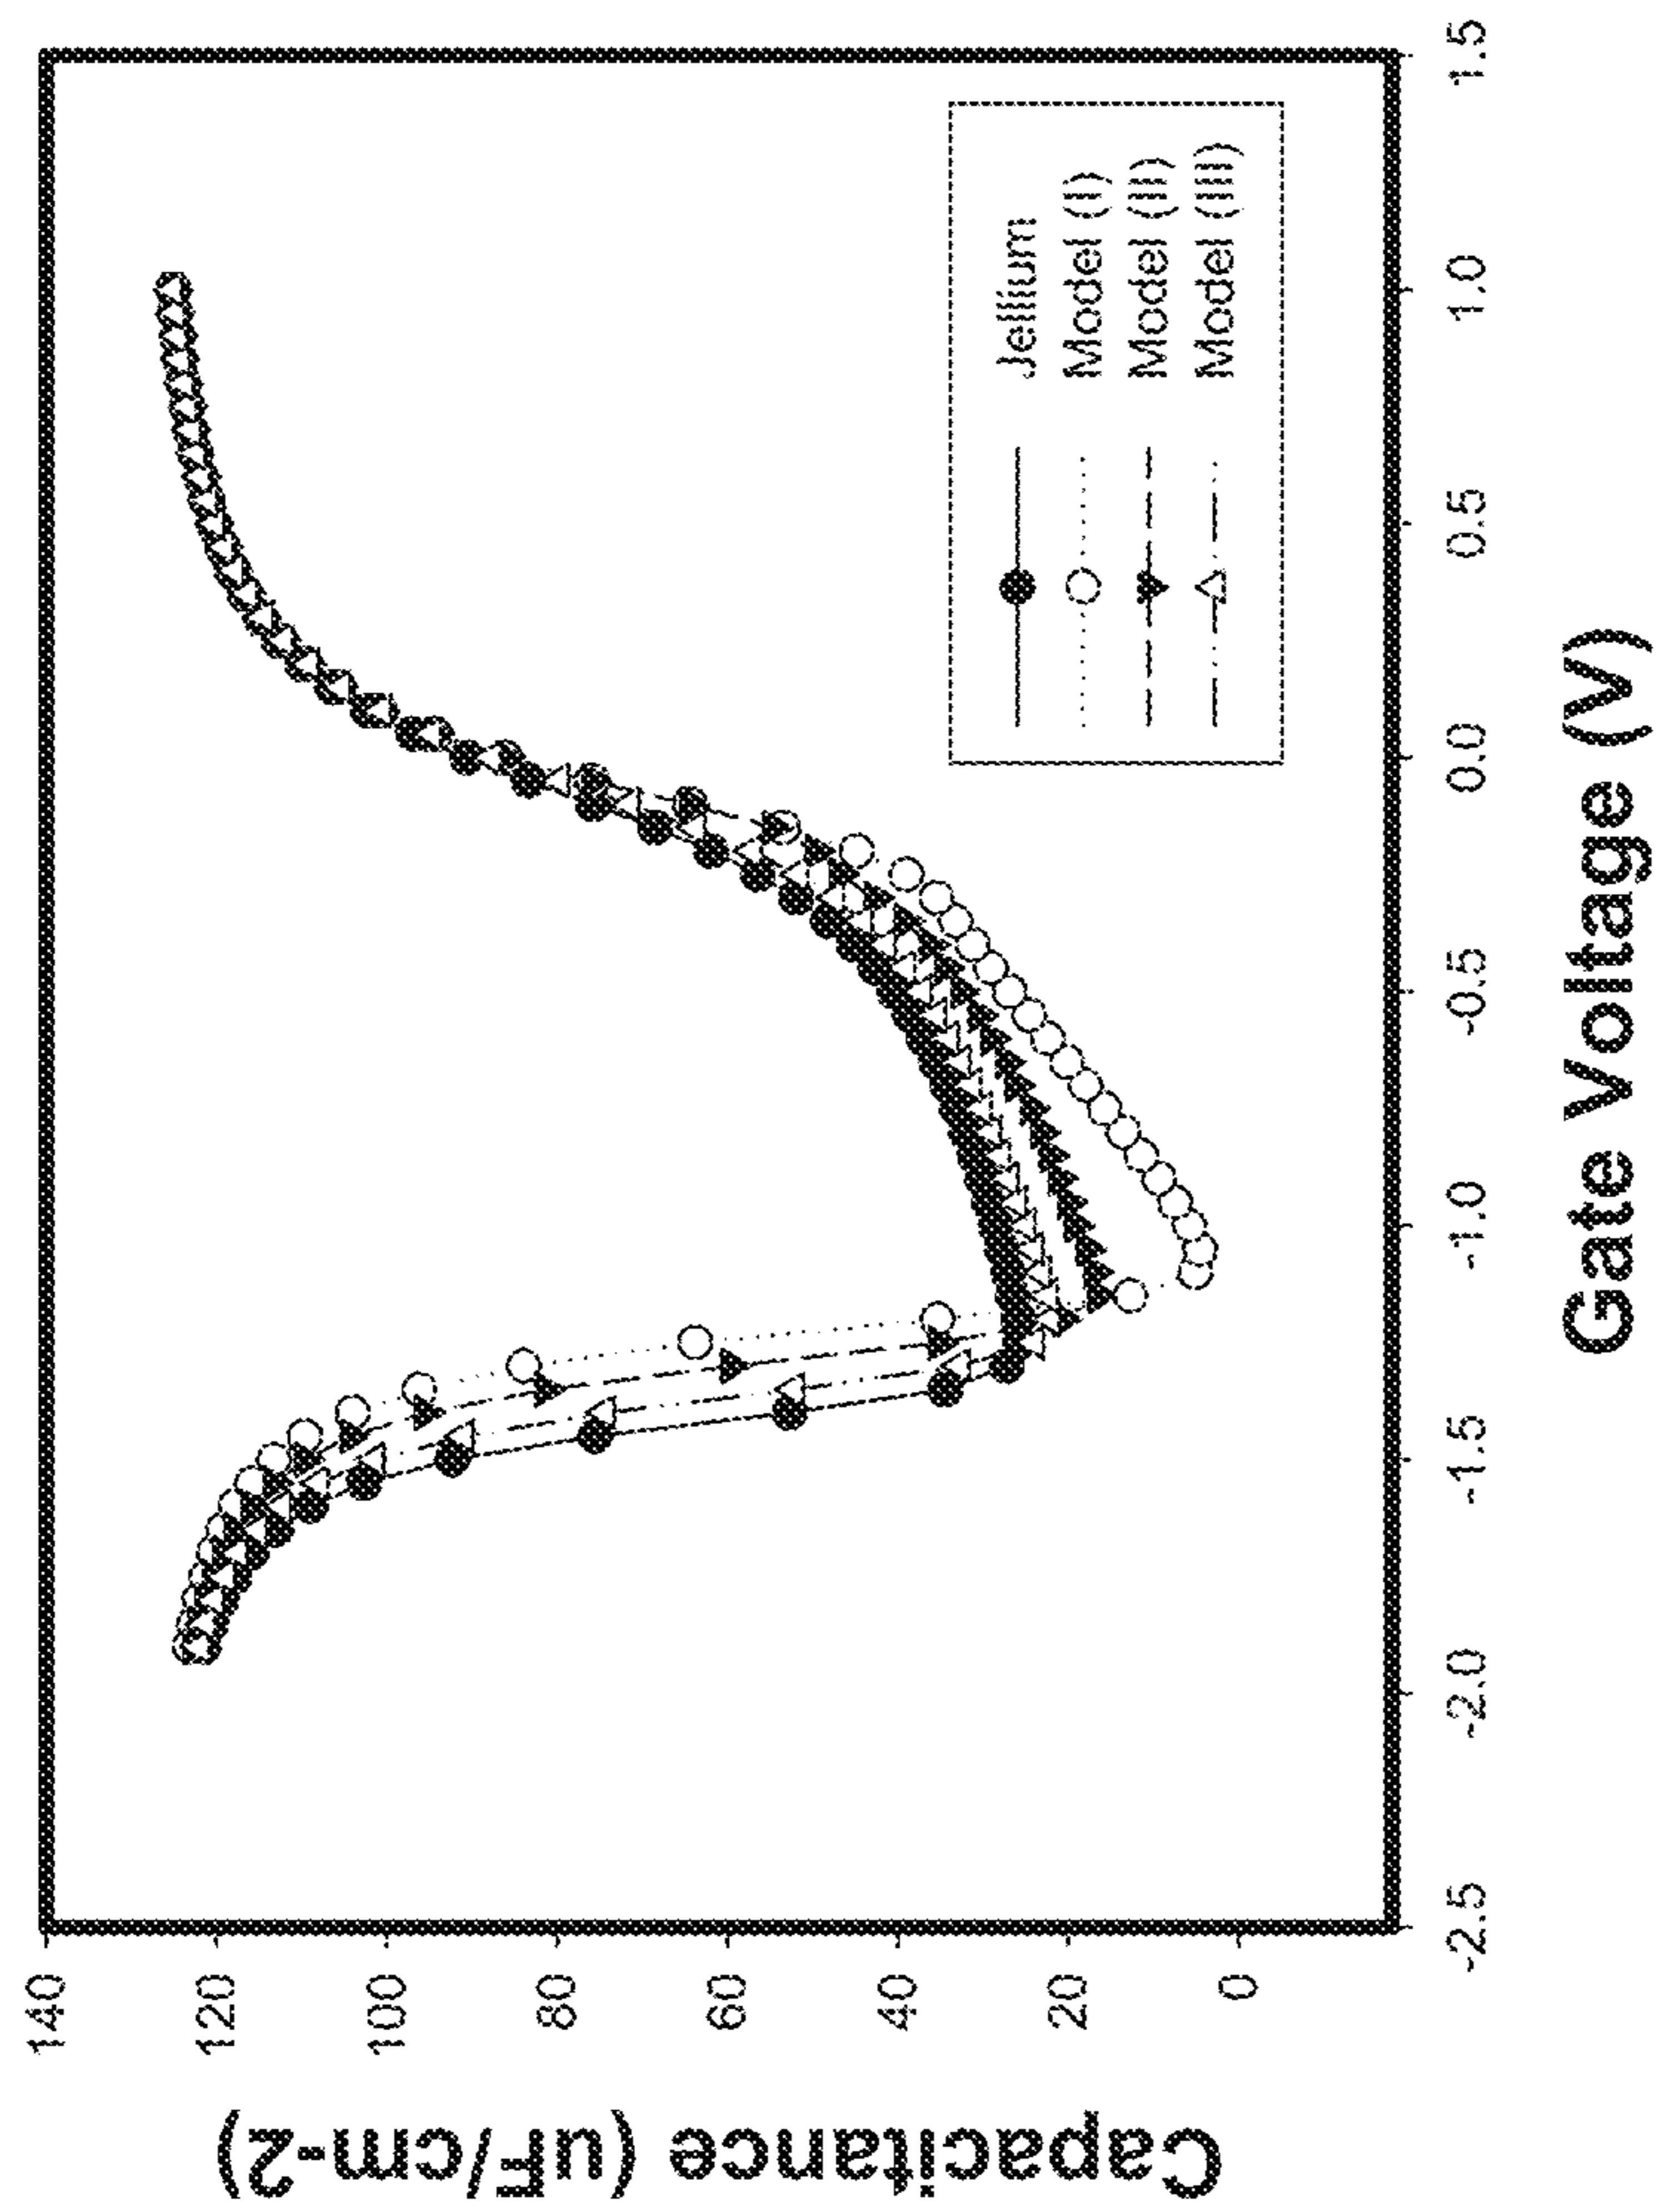 Capacitance (uF/cm-2)
140
120
100
80
60
40
20
0
Jellium
Model (I)
Model (II)
Model (III)
-2.5
-2.0
-1.5
-1.0
-0.5
0.0
0.5
1.0
1.5
Gate Voltage (V)